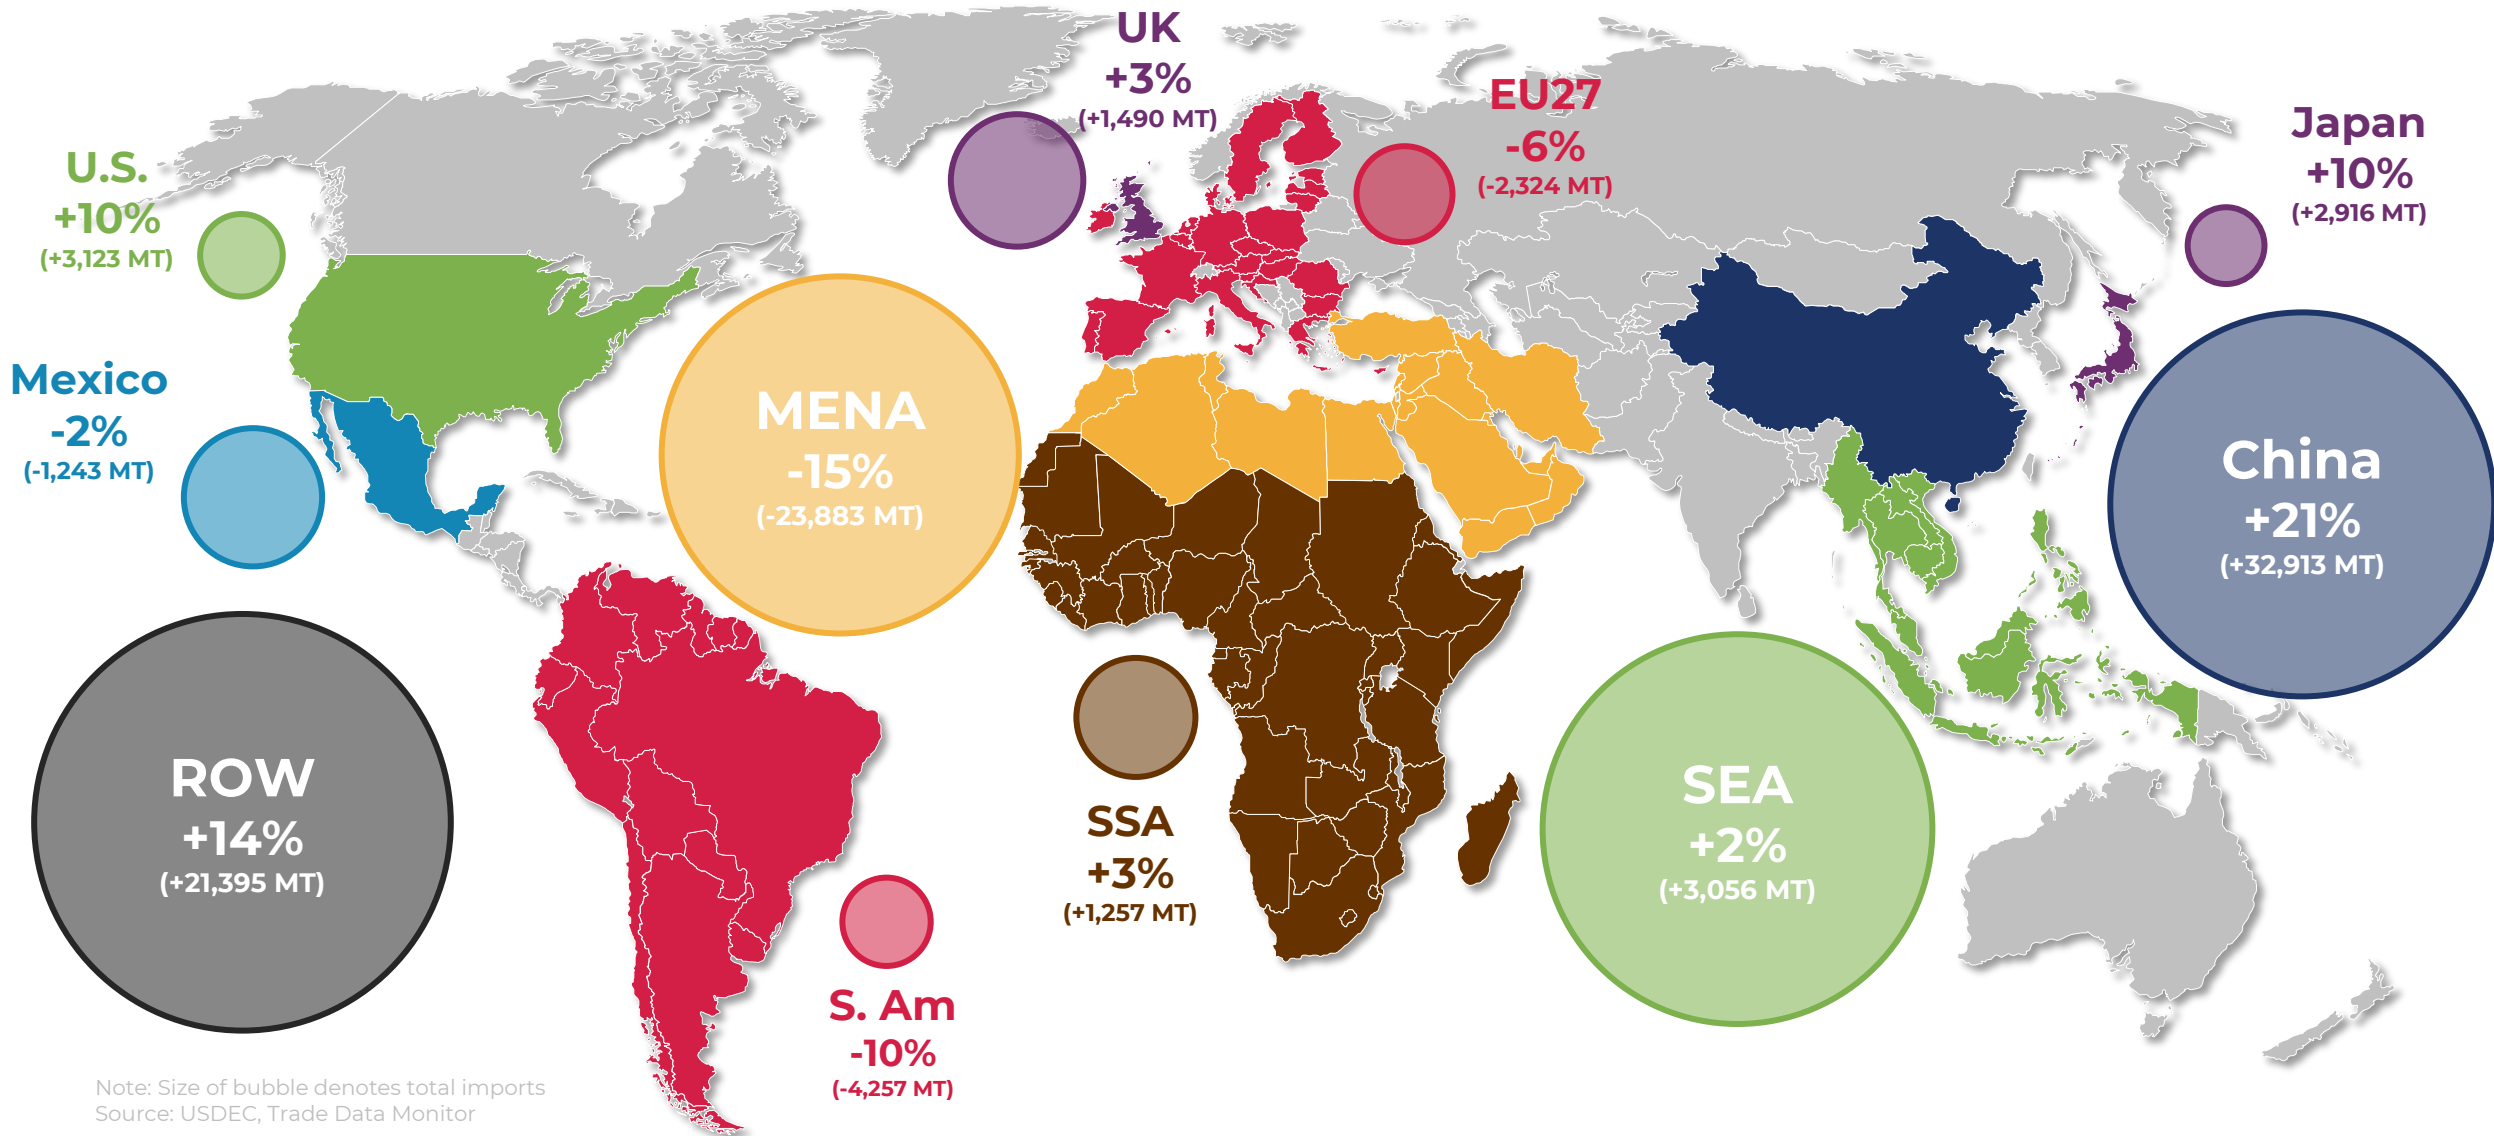 UK
+3%
(+1,490 MT)
EU27
-6%
(-2,324 MT)
Japan
+10%
(+2,916 MT)
U.S.
+10%
(+3,123 MT)
Mexico
-2%
(-1,243 MT)
MENA
-15%
(-23,883 MT)
China
+21%
(+32,913 MT)
ROW
+14%
(+21,395 MT)
SSA
+3%
(+1,257 MT)
SEA
+2%
(+3,056 MT)
S. Am
-10%
(-4,257 MT)
Note: Size of bubble denotes total imports
Source: USDEC, Trade Data Monitor